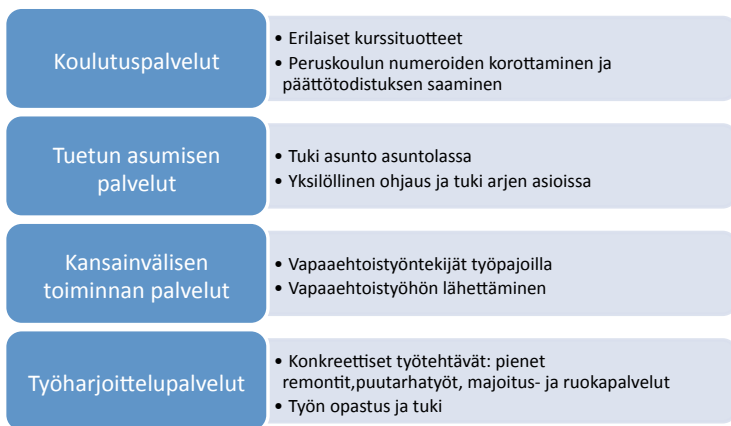 Koulutuspalvelut
• Erilaiset kurssituotteet
• Peruskoulun numeroiden korottaminen ja
päättötodistuksen saaminen
Tuetun asumisen
palvelut
• Tuki asunto asuntolassa
• Yksilöllinen ohjaus ja tuki arjen asioissa
Kansainvälisen
toiminnan palvelut
• Vapaaehtoistyöntekijät työpajoilla
• Vapaaehtoistyöhön lähettäminen
Työharjoittelupalvelut
• Konkreettiset työtehtävät: pienet
remontit,puutarhatyöt, majoitus- ja ruokapalvelut
• Työn opastus ja tuki